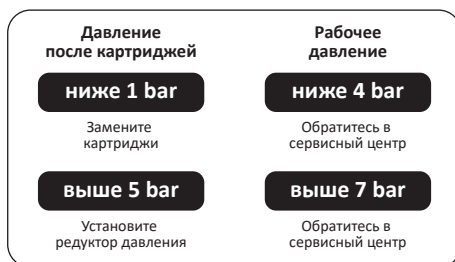 Давление
после картриджей
ниже 1 bar
Замените
картриджи
выше 5 bar
Установите
редуктор давления
Рабочее
давление
ниже 4 bar
Обратитесь в
сервисный центр
выше 7 bar
Обратитесь в
сервисный центр